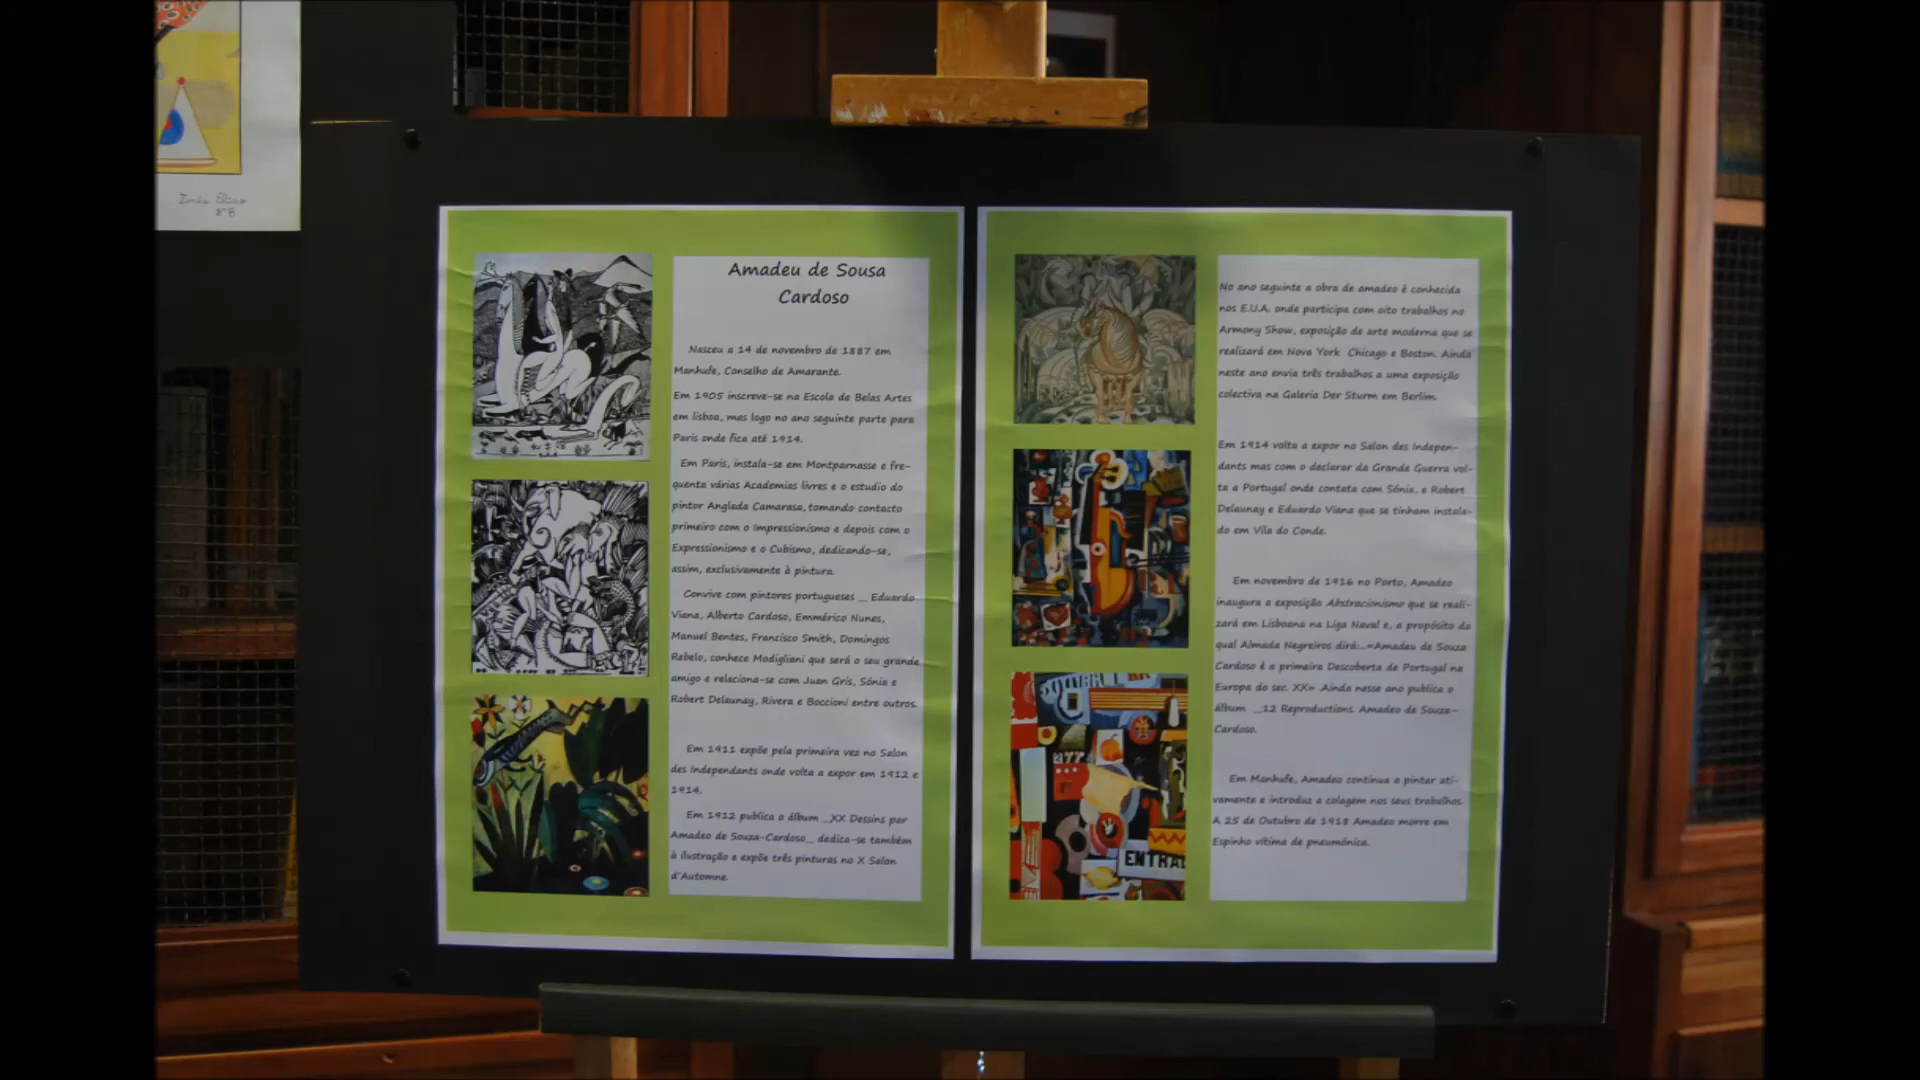 Inês
8º B
Amadeu de Sousa
Cardoso
Nasceu a 14 de novembro de 1887 em
Manhufe, Conselho de Amarante.
Em 1905 inscreve-se na Escola de Belas Artes
em lisboa, mas logo no ano seguinte parte para
Paris onde fica até 1914.
Em Paris, instala-se em Montparnasse e fre-
quenta várias Academias livres e o estudio do
pintor Anglada Camarasa, tomando contacto
primeiro com o Impressionismo e depois com o
Expressionismo e o Cubismo, dedicando-se,
assim, exclusivamente à pintura.
Convive com pintores portugueses _ Eduardo
Viana, Alberto Cardoso, Emmérico Nunes,
Manuel Bentes, Francisco Smith, Domingos
Rebelo, conhece Modigliani que será o seu grande
amigo e relaciona-se com Juan Gris, Sónia e
Robert Delaunay, Rivera e Boccioni entre outros.
Em 1911 expõe pela primeira vez no Salon
des Independants onde volta a expor em 1912 e
1914.
Em 1912 publica o álbum _XX Dessins par
Amadeo de Souza-Cardoso_ dedica-se também
à ilustração e expõe três pinturas no X Salon
d'Automne.
No ano seguinte a obra de amadeo é conhecida
nos E.U.A. onde participa com oito trabalhos no
Armony Show, exposição de arte moderna que se
realizará em Nova York Chicago e Boston. Ainda
neste ano envia três trabalhos a uma exposição
colectiva na Galeria Der Sturm em Berlim.
Em 1914 volta a expor no Salon des Indepen-
dants mas com o declarar da Grande Guerra vol-
ta a Portugal onde contata com Sónia, e Robert
Delaunay e Eduardo Viana que se tinham instala-
do em Vila do Conde.
Em novembro de 1916 no Porto, Amadeo
inaugura a exposição Abstracionismo que se reali-
zará em Lisboana na Liga Naval e, a propósito da
qual Almada Negreiros dirá:..«Amadeu de Souza
Cardoso é a primeira Descoberta de Portugal na
Europa do sec. XX» .Ainda nesse ano publica o
álbum _12 Reproductions. Amadeo de Souza-
Cardoso.
Em Manhufe, Amadeo continua a pintar ati-
vamente e introduz a colagem nos seus trabalhos.
A 25 de Outubro de 1918 Amadeo morre em
Espinho vítima de pneumónica.
277
ENTRA